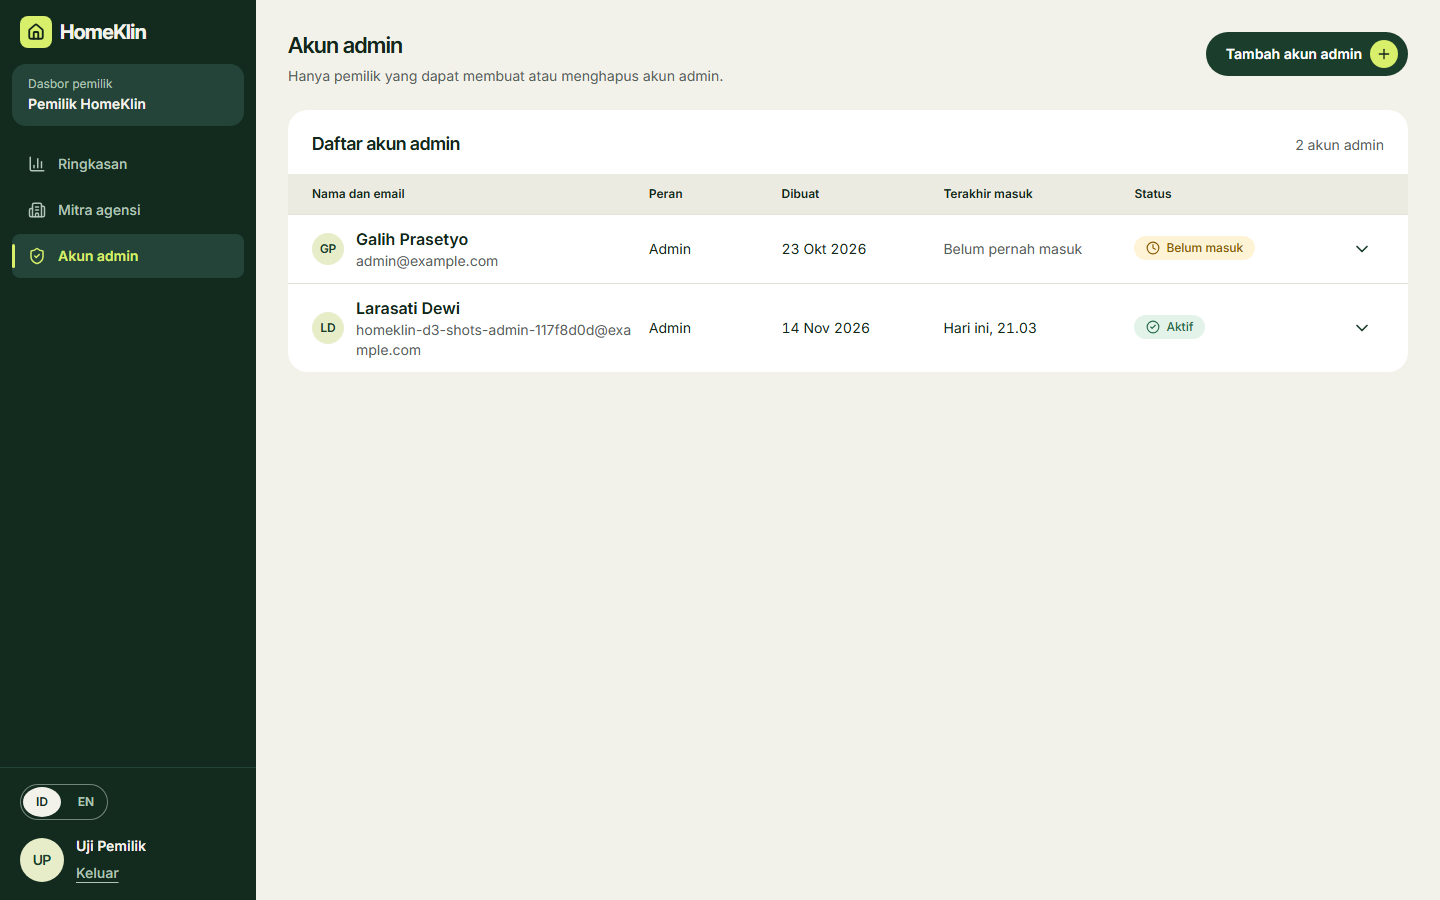 HomeKlin
Dasbor pemilik
Pemilik HomeKlin
Ringkasan
Mitra agensi
Akun admin
ID
EN
UP
Uji Pemilik
Keluar
Akun admin
Hanya pemilik yang dapat membuat atau menghapus akun admin.
Tambah akun admin
Daftar akun admin
2 akun admin
Nama dan email Peran Dibuat Terakhir masuk Status
GP
Galih Prasetyo
admin@example.com
Admin
23 Okt 2026
Belum pernah masuk
Belum masuk
LD
Larasati Dewi
homeklin-d3-shots-admin-117f8d0d@exa
mple.com
Admin
14 Nov 2026
Hari ini, 21.03
Aktif